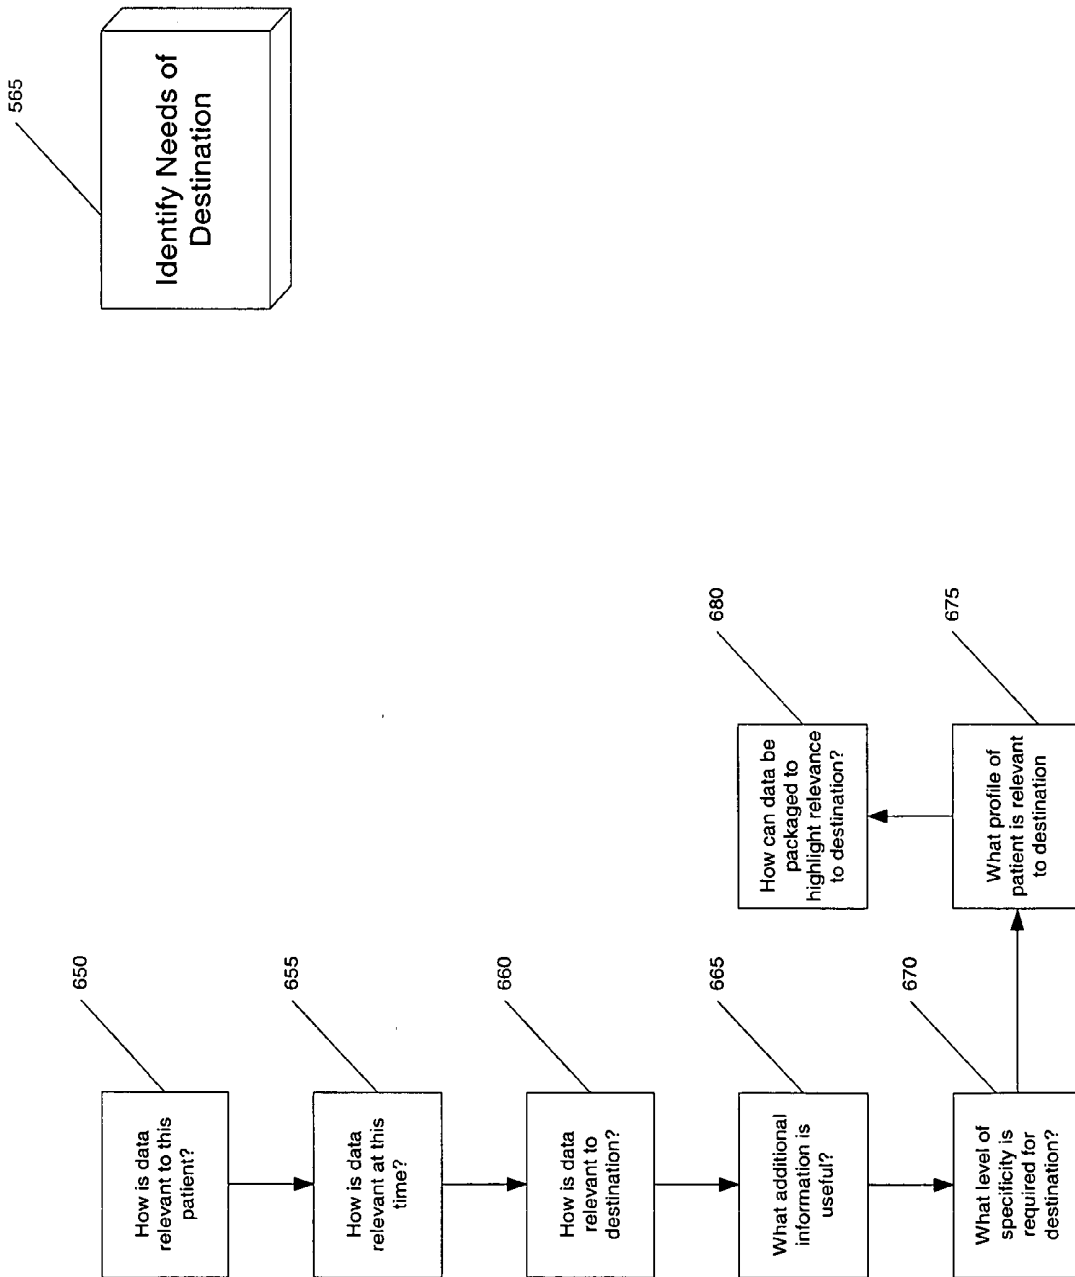 565
Identify Needs of
Destination
650
How is data
relevant to this
patient?
655
How is data
relevant at this
time?
660
How is data
relevant to
destination?
665
What additional
information is
useful?
670
What level of
specificity is
required for
destination?
675
What profile of
patient is relevant
to destination
680
How can data be
packaged to
highlight relevance
to destination?